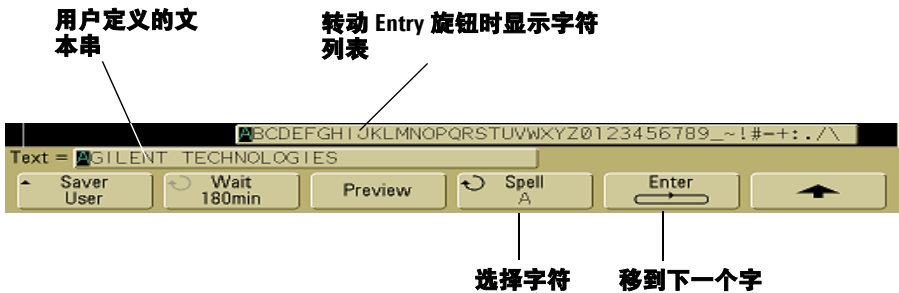 用户定义的文
本串
转动 Entry 旋钮时显示字符
列表
ABCDEFGHIJKLMNOPQRSTUVWXYZ0123456789_~!#-+:./\
Text = AGILENT TECHNOLOGIES
Saver
User
Wait
180min
Preview
Spell
A
Enter
选择字符
移到下一个字